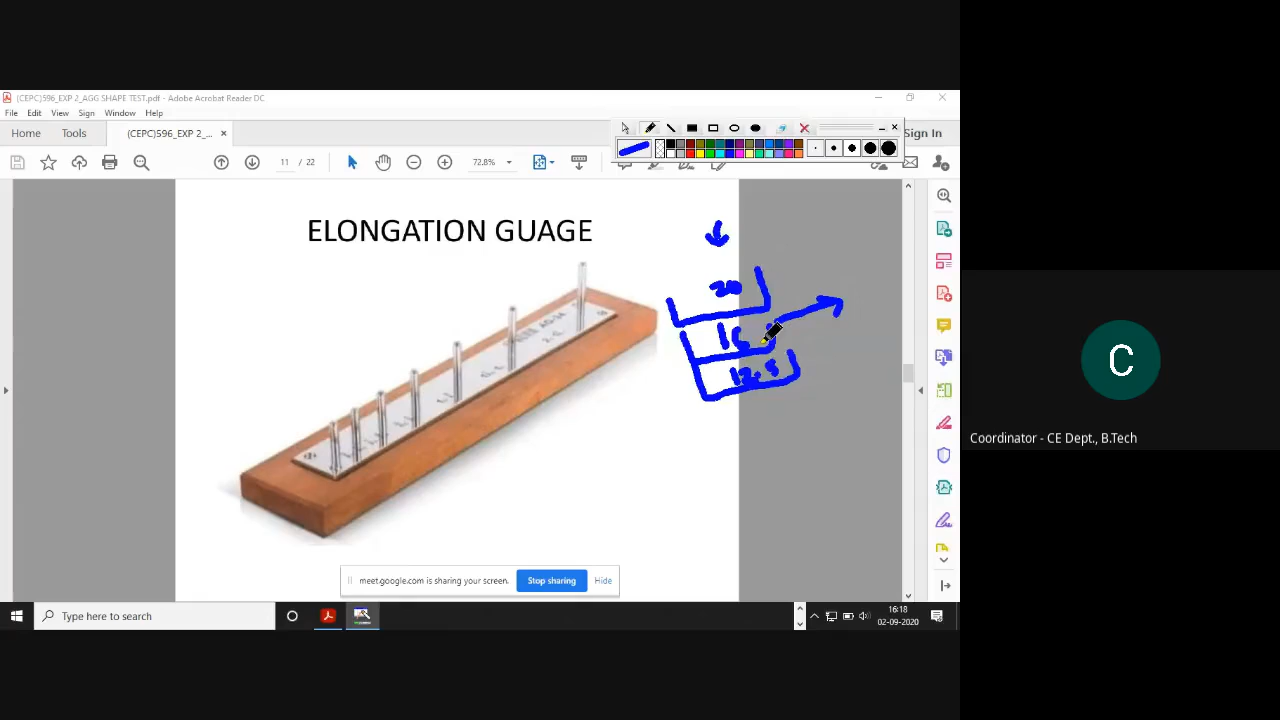 (CEPC)596_EXP 2_AGG SHAPE TEST.pdf - Adobe Acrobat Reader DC
File Edit View Sign Window Help
Home Tools (CEPC)596_EXP 2_... × Sign In
11 / 22 72.8%
ELONGATION GUAGE
20
16
12.5
meet.google.com is sharing your screen. Stop sharing Hide
Coordinator - CE Dept., B.Tech
C
Type here to search
16:18
02-09-2020